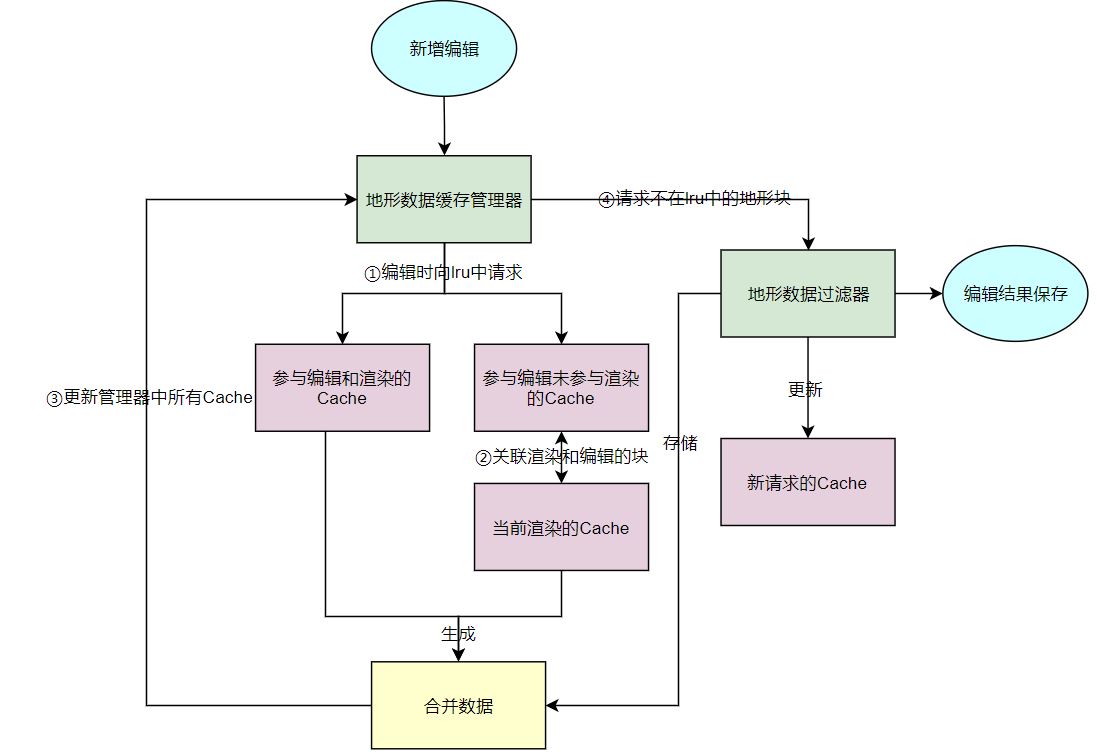 新增编辑
地形数据缓存管理器
④请求不在lru中的地形块
①编辑时向lru中请求
地形数据过滤器
编辑结果保存
参与编辑和渲染的
Cache
参与编辑未参与渲染
的Cache
③更新管理器中所有Cache
更新
存储
②关联渲染和编辑的块
新请求的Cache
当前渲染的Cache
生成
合并数据